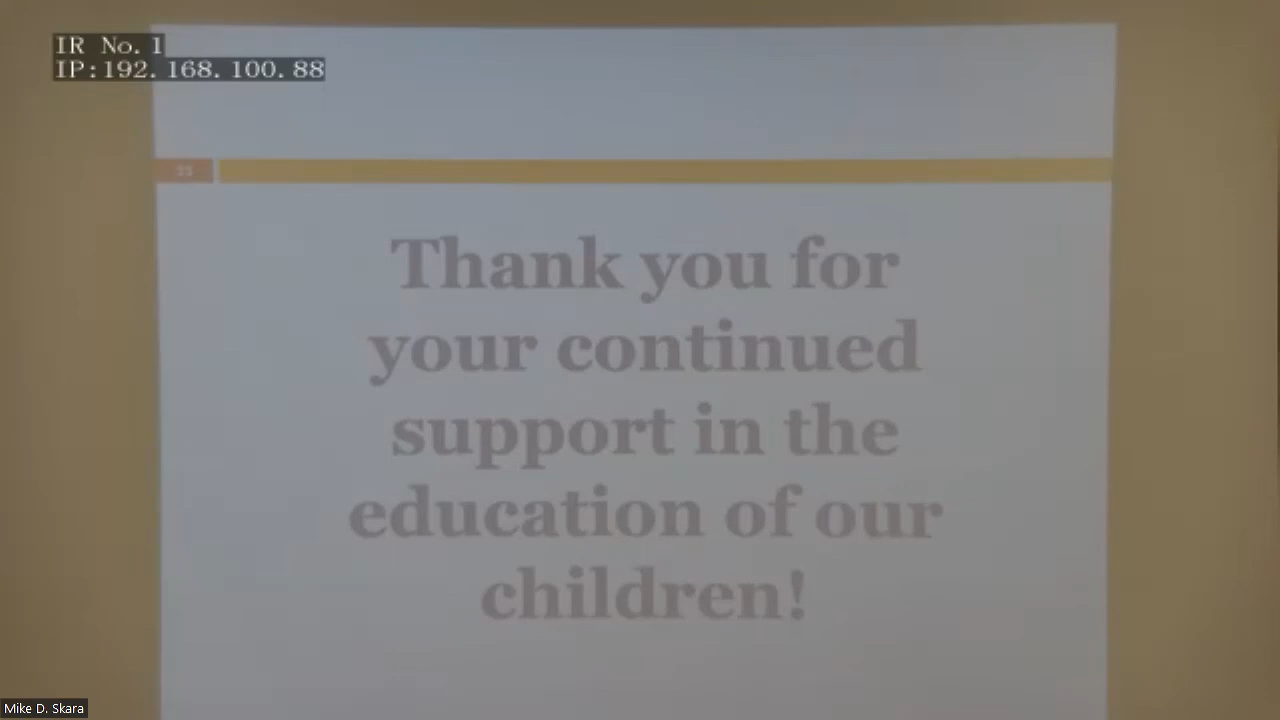 IR No. 1
IP:192.168.100.88
Thank you for
your continued
support in the
education of our
children!
Mike D. Skara